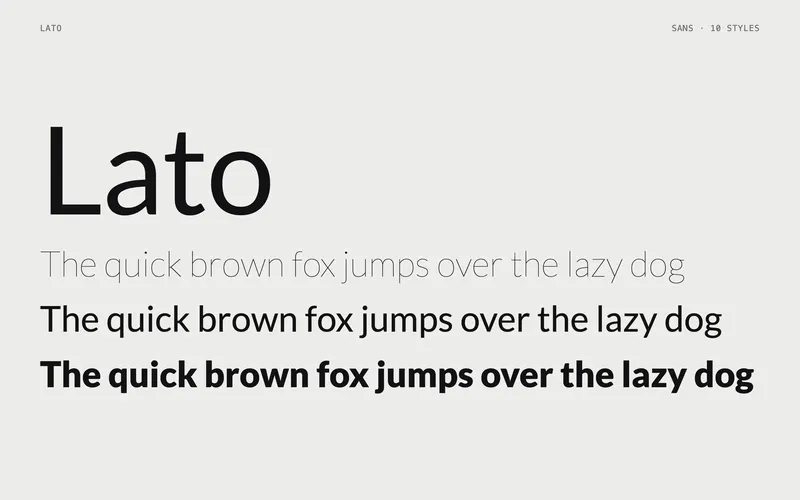 LATO
SANS · 10 STYLES
Lato
The quick brown fox jumps over the lazy dog
The quick brown fox jumps over the lazy dog
The quick brown fox jumps over the lazy dog